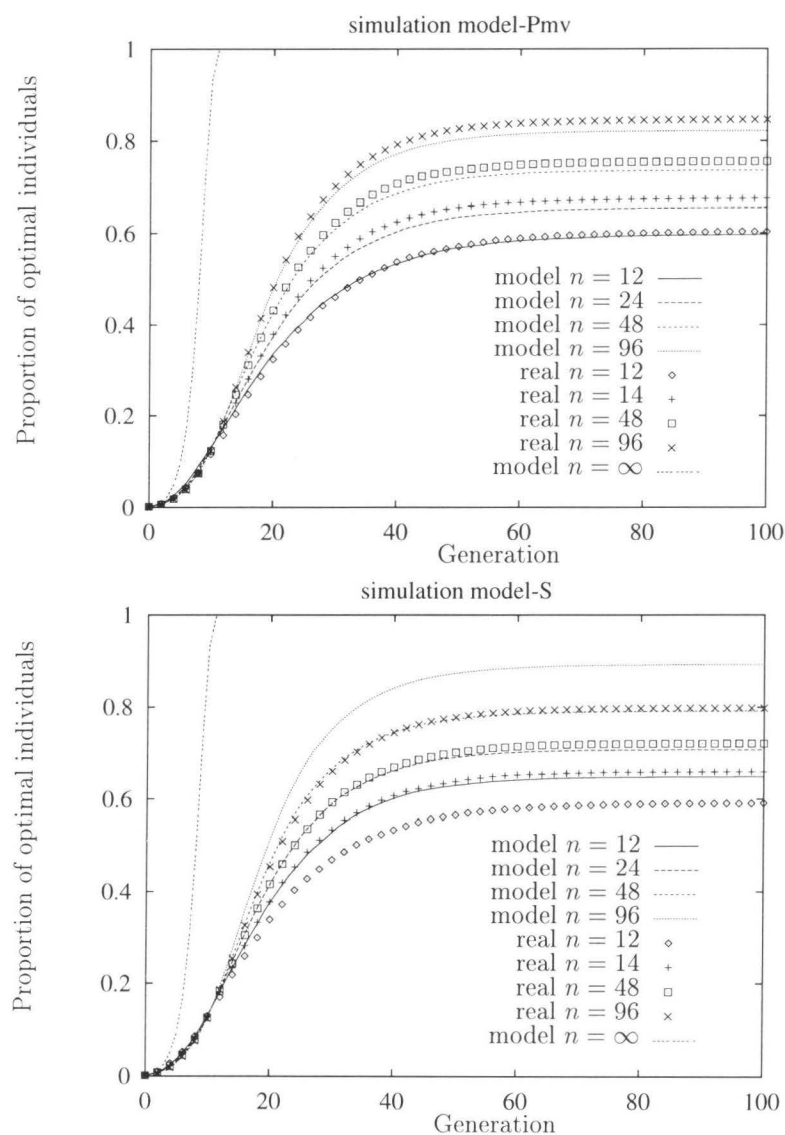 simulation model-Pmv
Proportion of optimal individuals
1
0.8
0.6
0.4
0.2
0
model n = 12
model n = 24
model n = 48
model n = 96
real n = 12
real n = 14
real n = 48
real n = 96
model n = ∞
0 20 40 60 80 100
Generation
simulation model-S
Proportion of optimal individuals
1
0.8
0.6
0.4
0.2
0
model n = 12
model n = 24
model n = 48
model n = 96
real n = 12
real n = 14
real n = 48
real n = 96
model n = ∞
0 20 40 60 80 100
Generation